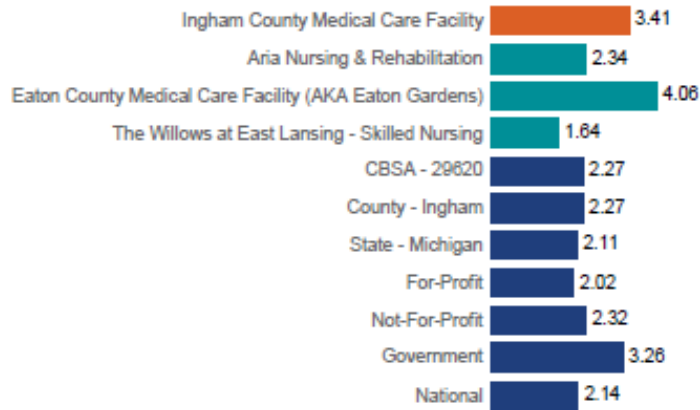 Ingham County Medical Care Facility 3.41
Aria Nursing & Rehabilitation 2.34
Eaton County Medical Care Facility (AKA Eaton Gardens) 4.06
The Willows at East Lansing - Skilled Nursing 1.64
CBSA - 29620 2.27
County - Ingham 2.27
State - Michigan 2.11
For-Profit 2.02
Not-For-Profit 2.32
Government 3.26
National 2.14